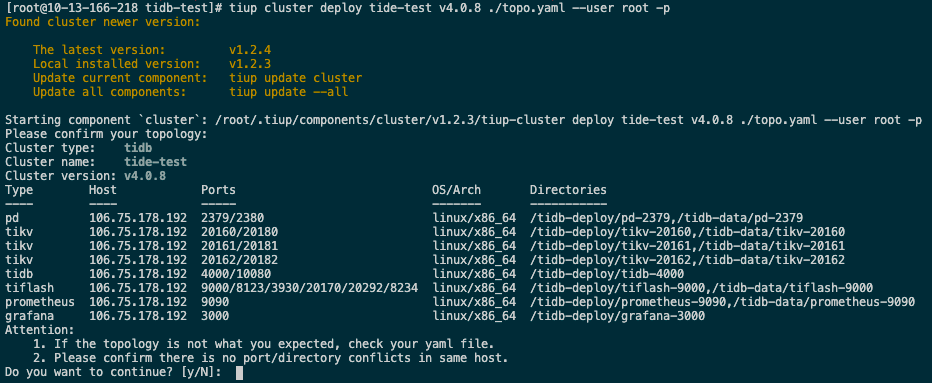 [root@10-13-166-218 tidb-test]# tiup cluster deploy tide-test v4.0.8 ./topo.yaml --user root -p
Found cluster newer version:
The latest version: v1.2.4
Local installed version: v1.2.3
Update current component: tiup update cluster
Update all components: tiup update --all
Starting component `cluster`: /root/.tiup/components/cluster/v1.2.3/tiup-cluster deploy tide-test v4.0.8 ./topo.yaml --user root -p
Please confirm your topology:
Cluster type: tidb
Cluster name: tide-test
Cluster version: v4.0.8
Type Host Ports OS/Arch Directories
---- ---- ----- ------- -----------
pd 106.75.178.192 2379/2380 linux/x86_64 /tidb-deploy/pd-2379,/tidb-data/pd-2379
tikv 106.75.178.192 20160/20180 linux/x86_64 /tidb-deploy/tikv-20160,/tidb-data/tikv-20160
tikv 106.75.178.192 20161/20181 linux/x86_64 /tidb-deploy/tikv-20161,/tidb-data/tikv-20161
tikv 106.75.178.192 20162/20182 linux/x86_64 /tidb-deploy/tikv-20162,/tidb-data/tikv-20162
tidb 106.75.178.192 4000/10080 linux/x86_64 /tidb-deploy/tidb-4000
tiflash 106.75.178.192 9000/8123/3930/20170/20292/8234 linux/x86_64 /tidb-deploy/tiflash-9000,/tidb-data/tiflash-9000
prometheus 106.75.178.192 9090 linux/x86_64 /tidb-deploy/prometheus-9090,/tidb-data/prometheus-9090
grafana 106.75.178.192 3000 linux/x86_64 /tidb-deploy/grafana-3000
Attention:
1. If the topology is not what you expected, check your yaml file.
2. Please confirm there is no port/directory conflicts in same host.
Do you want to continue? [y/N]: